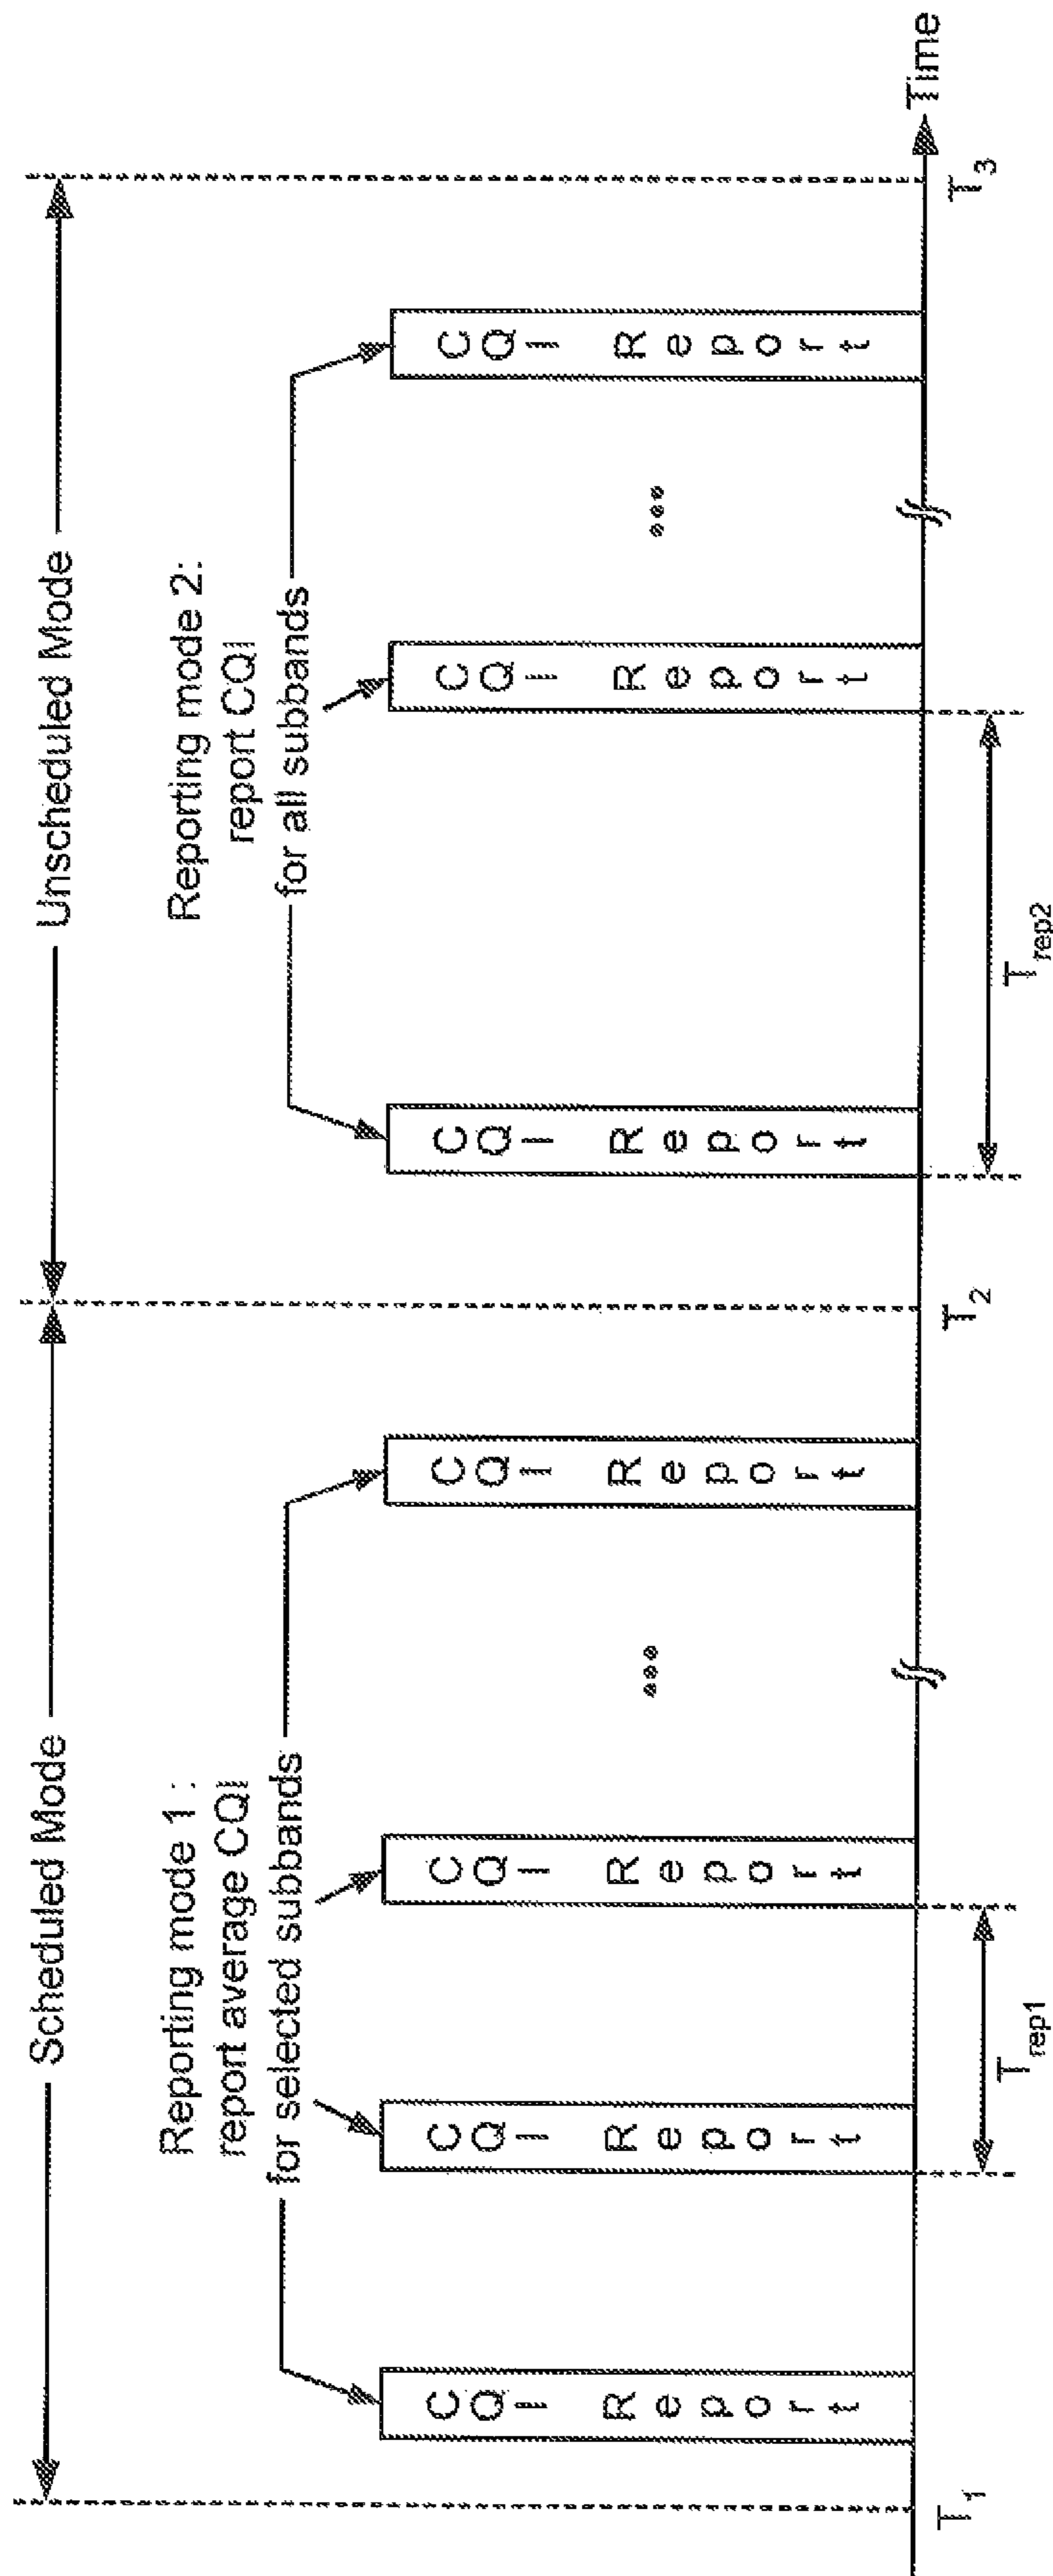 Scheduled Mode
Unscheduled Mode
Reporting mode 1 :
report average CQI
for selected subbands
Reporting mode 2:
report CQI
for all subbands
CQI Report
CQI Report
CQI Report
•••
CQI Report
CQI Report
CQI Report
•••
CQI Report
T1
Trep1
T2
Trep2
T3
Time